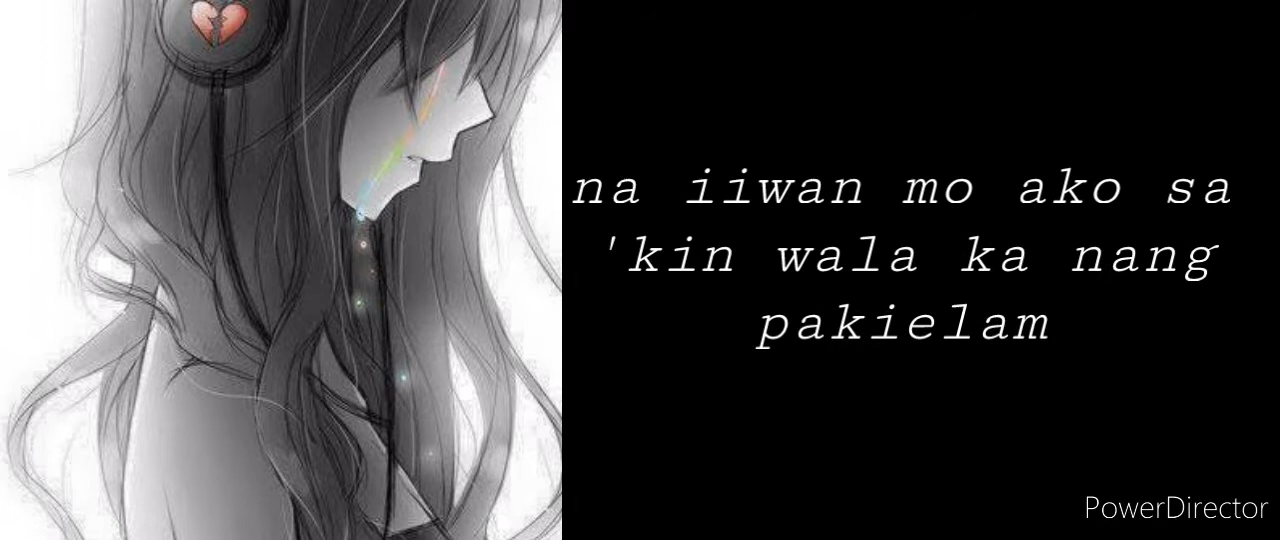 na iiwan mo ako sa
'kin wala ka nang
pakielam
PowerDirector